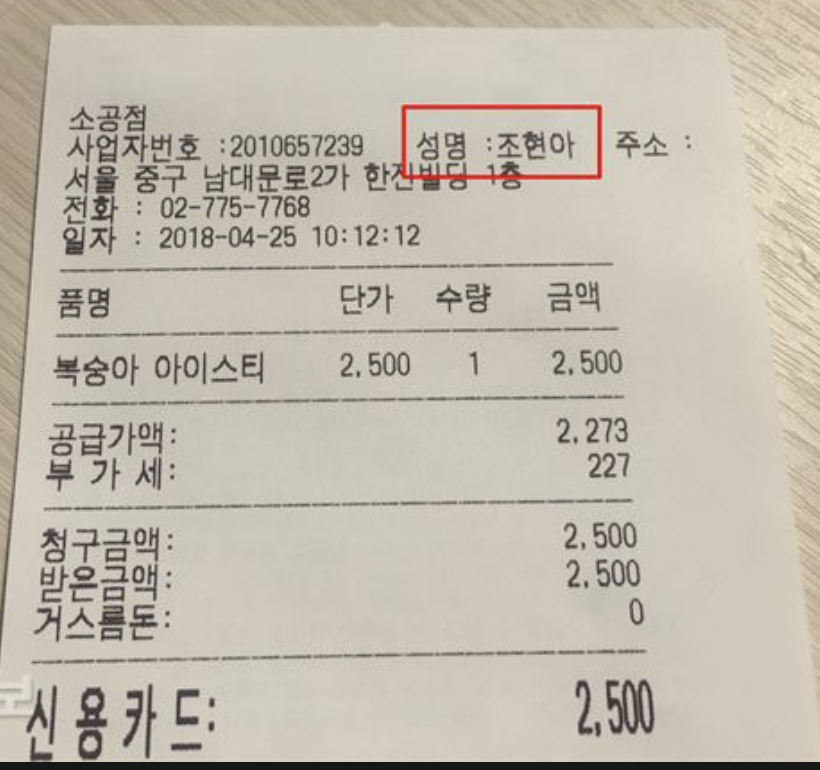 소공점
사업자번호 :2010657239 성명 :조현아 주소 :
서울 중구 남대문로2가 한진빌딩 1층
전화 : 02-775-7768
일자 : 2018-04-25 10:12:12
품명 단가 수량 금액
복숭아 아이스티 2,500 1 2,500
공급가액: 2,273
부 가 세: 227
청구금액: 2,500
받은금액: 2,500
거스름돈: 0
신용카드: 2,500